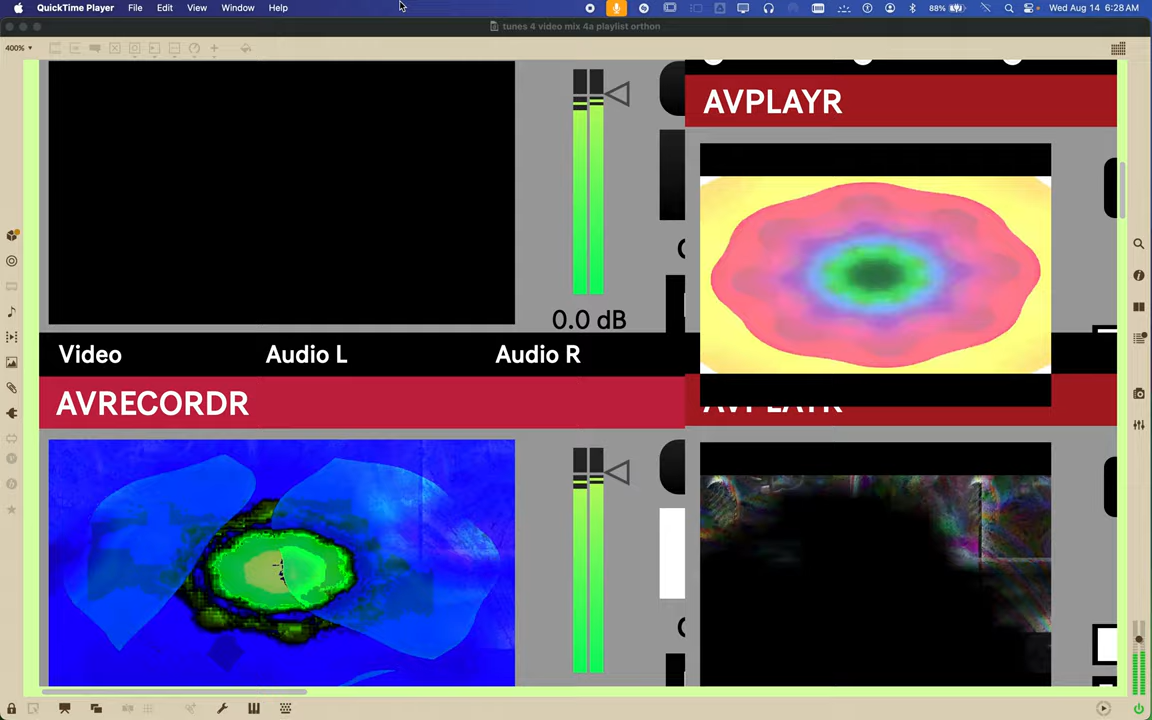 QuickTime Player File Edit View Window Help 88% Wed Aug 14 6:28 AM
tunes 4 video mix 4a playlist orthon
400%
AVPLAYR
0.0 dB
Video Audio L Audio R
AVRECORDR
AVPLAYR